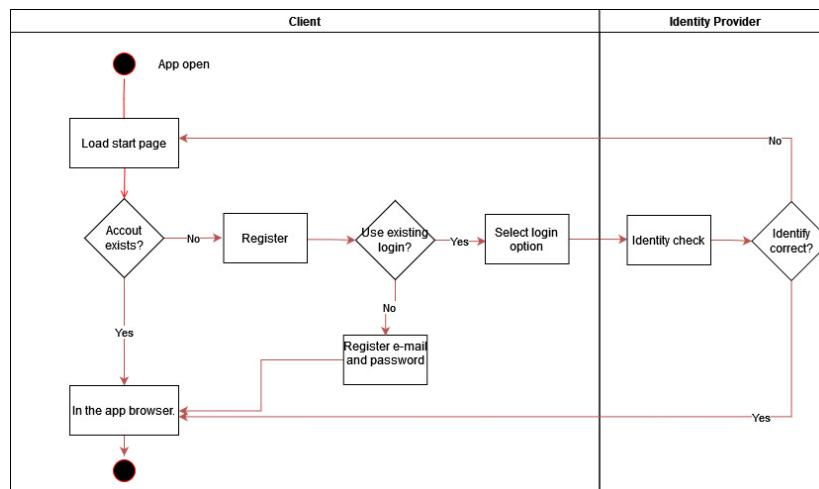 Client
Identity Provider
App open
Load start page
No
Accout
exists?
No
Register
Use existing
login?
Yes
Select login
option
Identity check
Identify
correct?
No
Yes
Register e-mail
and password
In the app browser.
Yes